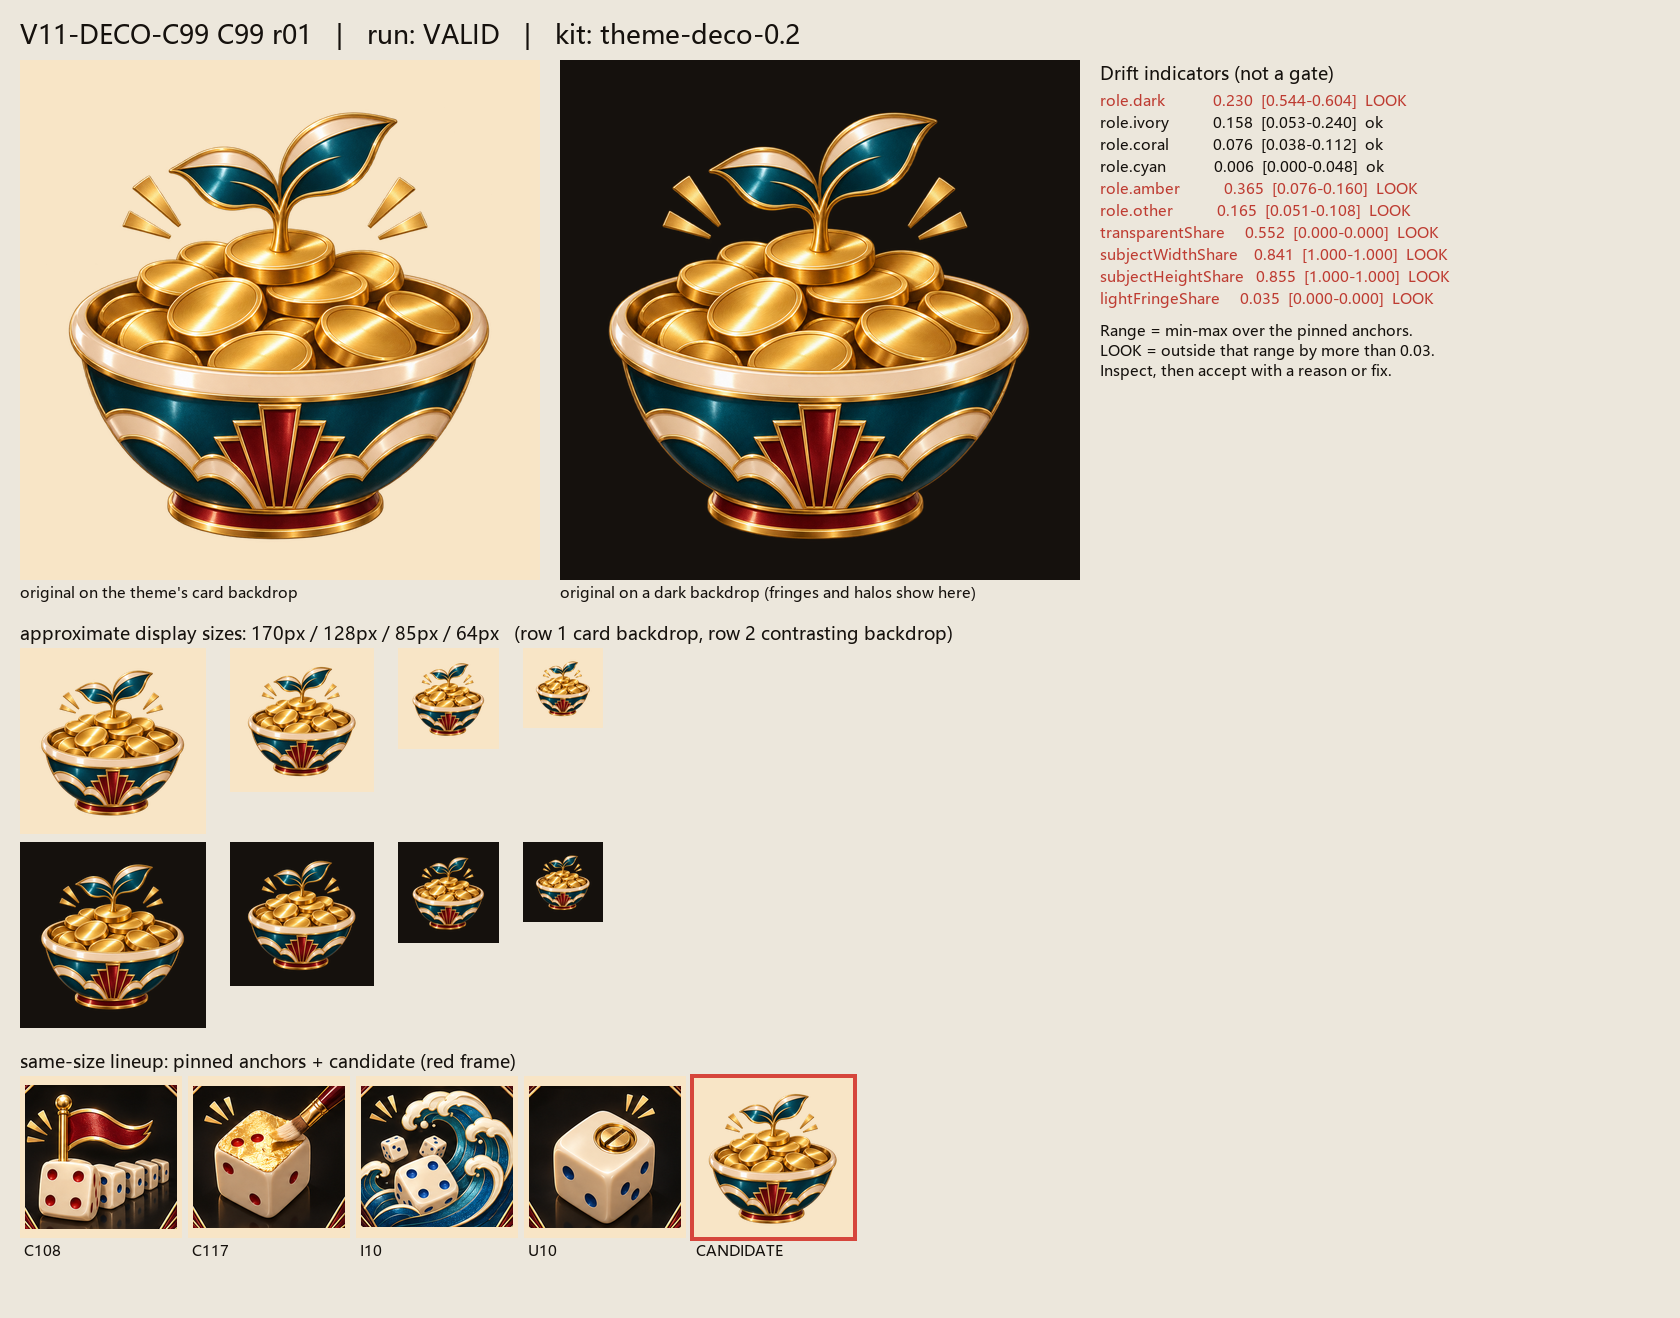 V11-DECO-C99 C99 r01 | run: VALID | kit: theme-deco-0.2
Drift indicators (not a gate)
role.dark 0.230 [0.544-0.604] LOOK
role.ivory 0.158 [0.053-0.240] ok
role.coral 0.076 [0.038-0.112] ok
role.cyan 0.006 [0.000-0.048] ok
role.amber 0.365 [0.076-0.160] LOOK
role.other 0.165 [0.051-0.108] LOOK
transparentShare 0.552 [0.000-0.000] LOOK
subjectWidthShare 0.841 [1.000-1.000] LOOK
subjectHeightShare 0.855 [1.000-1.000] LOOK
lightFringeShare 0.035 [0.000-0.000] LOOK
Range = min-max over the pinned anchors.
LOOK = outside that range by more than 0.03.
Inspect, then accept with a reason or fix.
original on the theme's card backdrop
original on a dark backdrop (fringes and halos show here)
approximate display sizes: 170px / 128px / 85px / 64px (row 1 card backdrop, row 2 contrasting backdrop)
same-size lineup: pinned anchors + candidate (red frame)
C108
C117
I10
U10
CANDIDATE